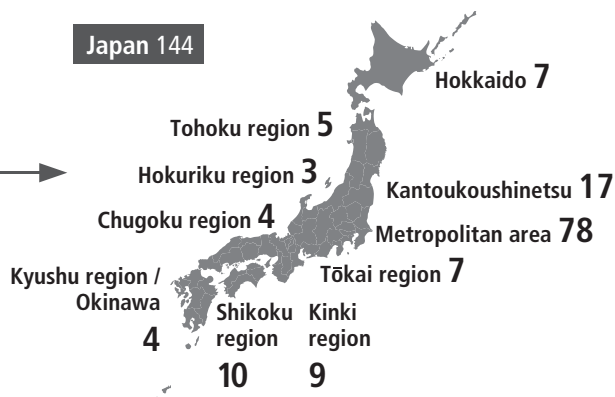 Japan 144
Hokkaido 7
Tohoku region 5
Hokuriku region 3
Kantoukoushinetsu 17
Chugoku region 4
Metropolitan area 78
Tōkai region 7
Kyushu region /
Okinawa
4
Shikoku
region
10
Kinki
region
9